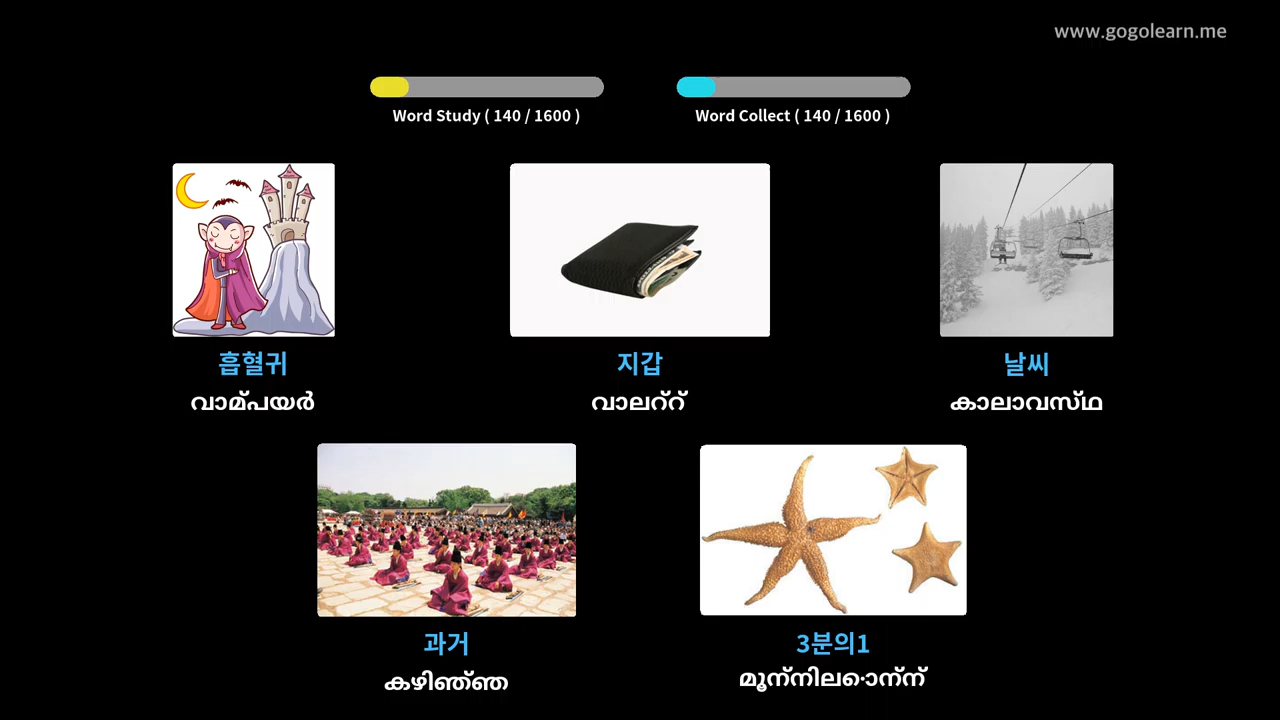 www.gogolearn.me
Word Study ( 140 / 1600 )
Word Collect ( 140 / 1600 )
흡혈귀
വാമ്പയർ
지갑
വാലറ്റ്
날씨
കാലാവസ്ഥ
과거
കഴിഞ്ഞ
3분의1
മൂന്നിലൊന്ന്